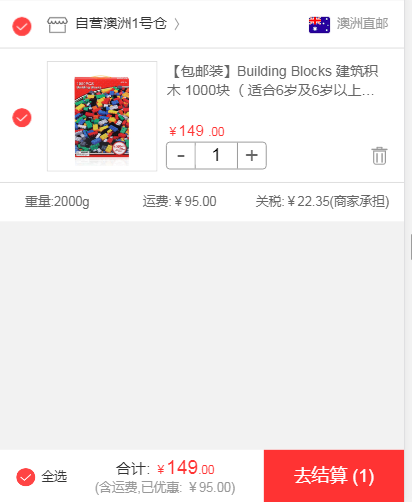 自营澳洲1号仓 〉 澳洲直邮
【包邮装】Building Blocks 建筑积
木 1000块（ 适合6岁及6岁以上...
￥149 .00
- 1 +
重量:2000g 运费:￥95.00 关税:￥22.35(商家承担)
全选 合计: ￥149.00 去结算 (1)
(含运费,已优惠: ￥95.00)